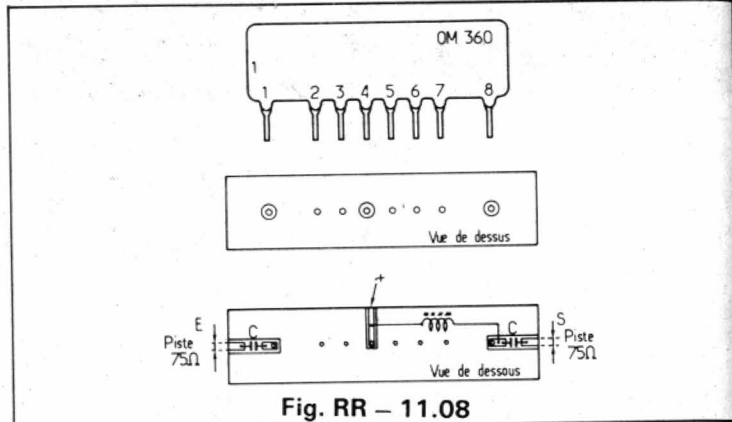 OM 360
1
1 2 3 4 5 6 7 8
Vue de dessus
+
E C C S
Piste 75Ω Piste 75Ω
Vue de dessous
Fig. RR – 11.08